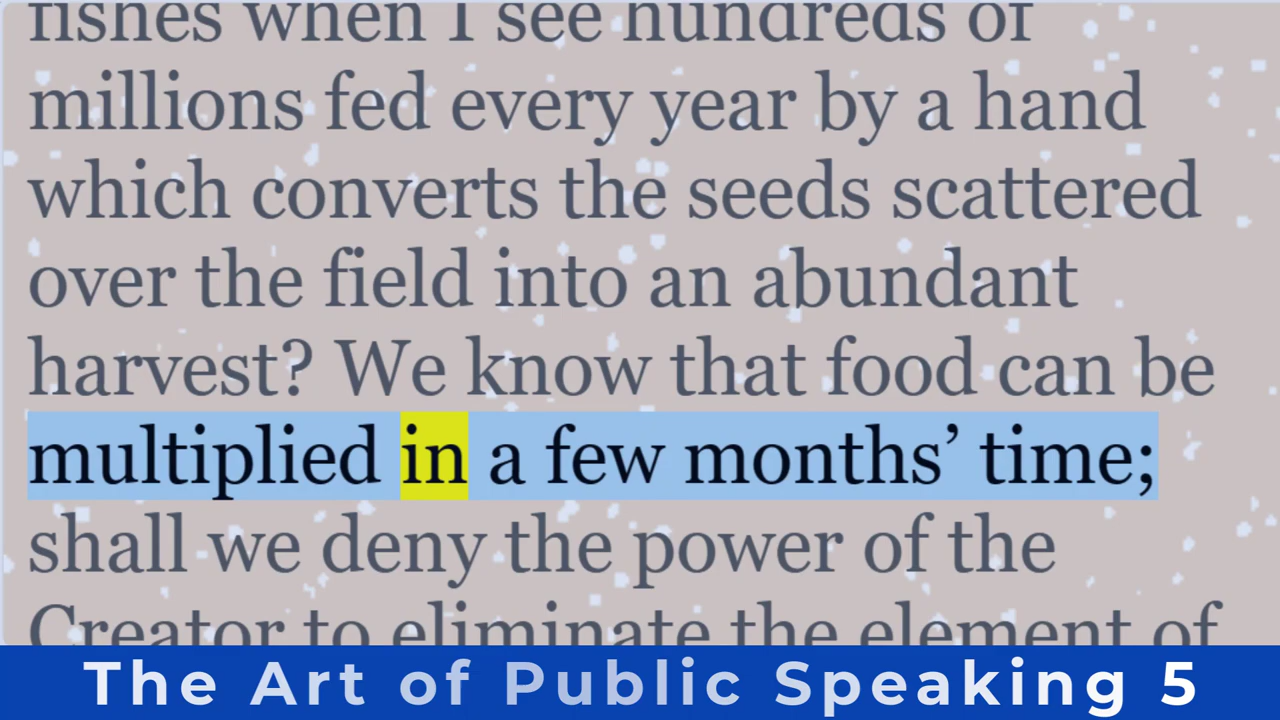 fishes when I see hundreds of
millions fed every year by a hand
which converts the seeds scattered
over the field into an abundant
harvest? We know that food can be
multiplied in a few months’ time;
shall we deny the power of the
Creator to eliminate the element of
The Art of Public Speaking 5